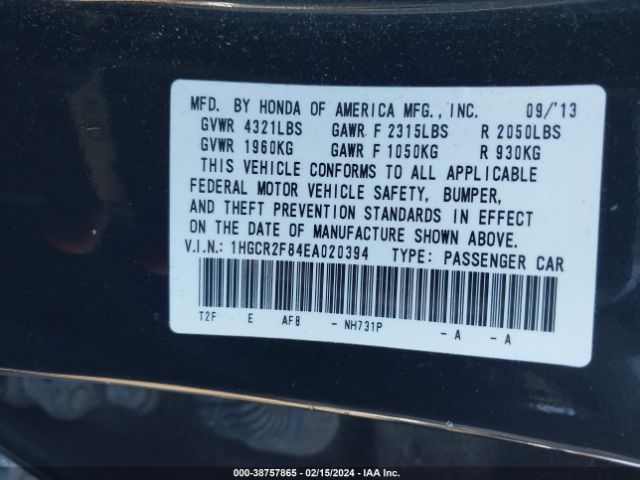 MFD. BY HONDA OF AMERICA MFG., INC. 09/'13
GVWR 4321LBS GAWR F 2315LBS R 2050LBS
GVWR 1960KG GAWR F 1050KG R 930KG
THIS VEHICLE CONFORMS TO ALL APPLICABLE
FEDERAL MOTOR VEHICLE SAFETY, BUMPER,
AND THEFT PREVENTION STANDARDS IN EFFECT
ON THE DATE OF MANUFACTURE SHOWN ABOVE.
V.I.N.: 1HGCR2F84EA020394 TYPE: PASSENGER CAR
T2F E AF8 - NH731P - A - A
000-38757865 - 02/15/2024 - IAA Inc.